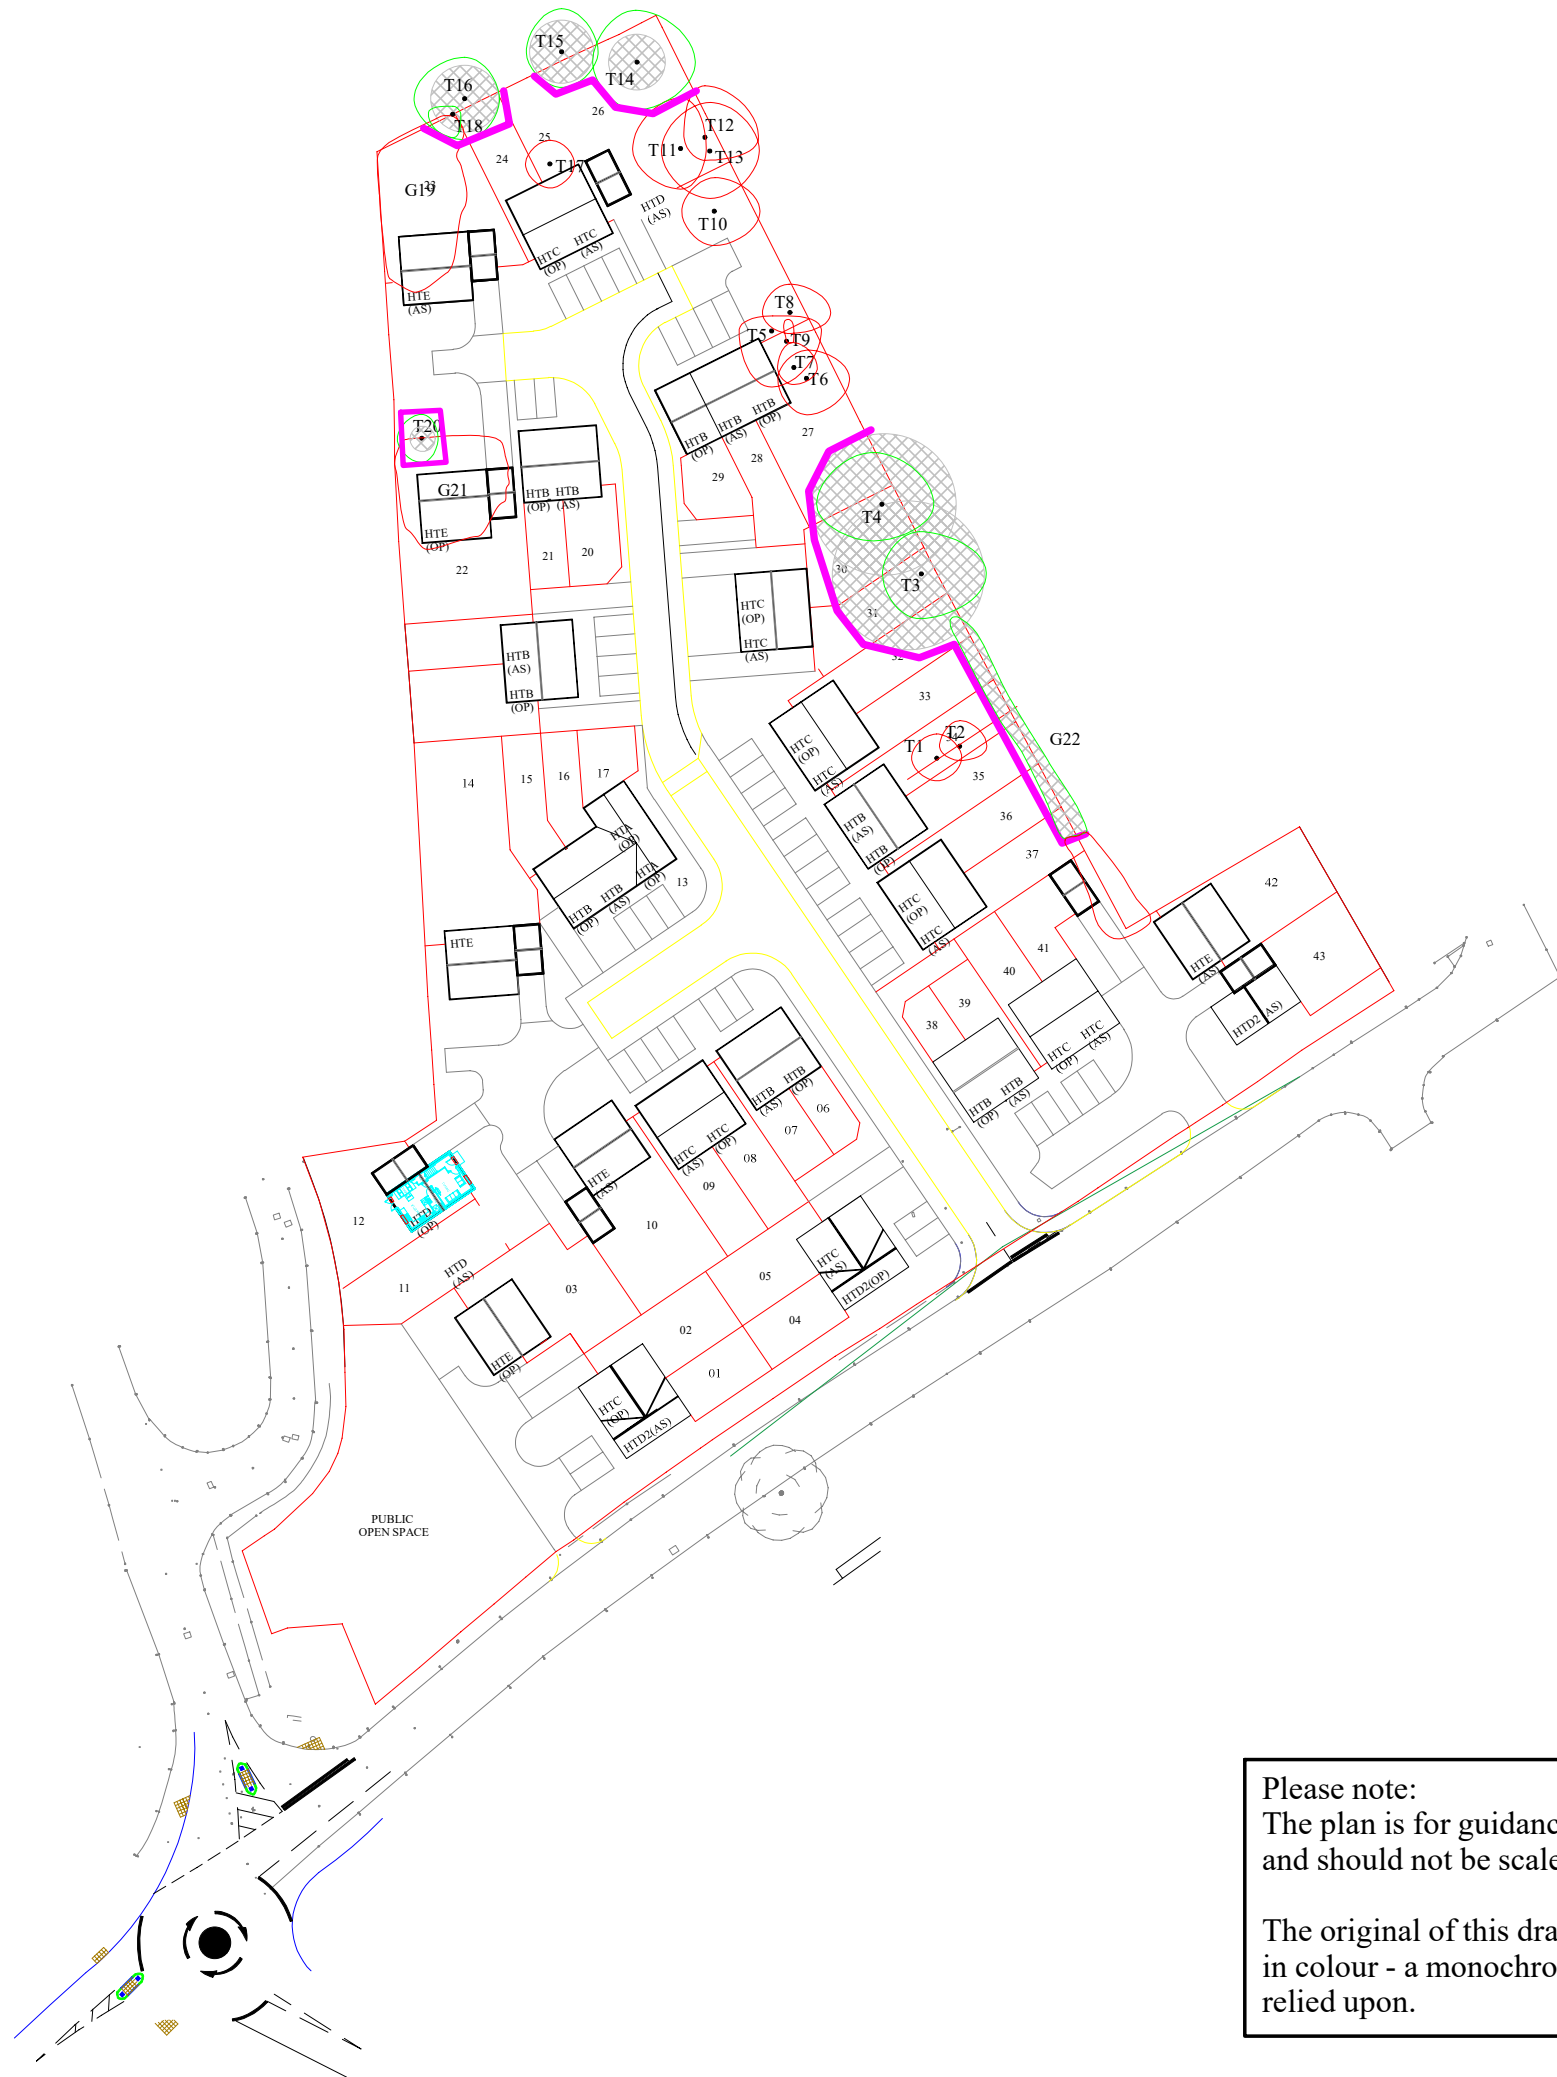 T15
T14
T16
T18
26
T12
T11
T13
25
24
T17
G19
23
HTD
(AS)
T10
HTC
(OP)
HTC
(AS)
HTE
(AS)
T8
T5
T9
T7
T6
T20
HTB
(OP)
HTB
(AS)
HTB
(OP)
27
28
29
G21
HTB
(OP)
HTB
(AS)
T4
HTE
(OP)
21
20
22
30
T3
HTC
(OP)
31
HTC
(AS)
32
HTB
(AS)
HTB
(OP)
33
G22
34
T1
T2
HTC
(OP)
HTC
(AS)
14
15
16
17
35
HTB
(AS)
HTB
(OP)
36
HTA
(OP)
HTA
(OP)
37
13
HTB
(OP)
HTB
(AS)
HTC
(OP)
HTC
(AS)
42
HTE
41
43
40
HTE
(AS)
39
38
HTD2
(AS)
HTC
(OP)
HTC
(AS)
HTB
(AS)
HTB
(OP)
HTB
(OP)
HTB
(AS)
06
07
HTC
(AS)
HTC
(OP)
08
HTE
(AS)
09
10
12
HTD
(OP)
HTD
(AS)
11
03
05
HTC
(AS)
HTD2(OP)
04
02
HTE
(OP)
01
HTC
(OP)
HTD2(AS)
PUBLIC
OPEN SPACE
Please note:
The plan is for guidanc
and should not be scale
The original of this dra
in colour - a monochro
relied upon.